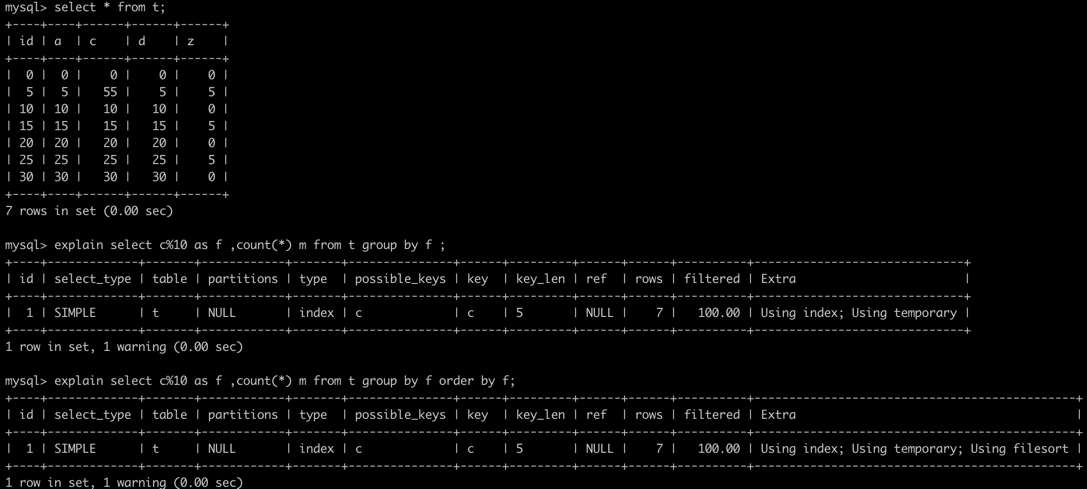 mysql> select * from t;
+----+----+------+------+------+
| id | a  | c    | d    | z    |
+----+----+------+------+------+
|  0 |  0 |    0 |    0 |    0 |
|  5 |  5 |   55 |    5 |    5 |
| 10 | 10 |   10 |   10 |    0 |
| 15 | 15 |   15 |   15 |    5 |
| 20 | 20 |   20 |   20 |    0 |
| 25 | 25 |   25 |   25 |    5 |
| 30 | 30 |   30 |   30 |    0 |
+----+----+------+------+------+
7 rows in set (0.00 sec)

mysql> explain select c%10 as f ,count(*) m from t group by f ;
+----+-------------+-------+------------+-------+---------------+------+---------+------+------+----------+------------------------------+
| id | select_type | table | partitions | type  | possible_keys | key  | key_len | ref  | rows | filtered | Extra                        |
+----+-------------+-------+------------+-------+---------------+------+---------+------+------+----------+------------------------------+
|  1 | SIMPLE      | t     | NULL       | index | c             | c    | 5       | NULL |    7 |   100.00 | Using index; Using temporary |
+----+-------------+-------+------------+-------+---------------+------+---------+------+------+----------+------------------------------+
1 row in set, 1 warning (0.00 sec)

mysql> explain select c%10 as f ,count(*) m from t group by f order by f;
+----+-------------+-------+------------+-------+---------------+------+---------+------+------+----------+----------------------------------------------+
| id | select_type | table | partitions | type  | possible_keys | key  | key_len | ref  | rows | filtered | Extra                                        |
+----+-------------+-------+------------+-------+---------------+------+---------+------+------+----------+----------------------------------------------+
|  1 | SIMPLE      | t     | NULL       | index | c             | c    | 5       | NULL |    7 |   100.00 | Using index; Using temporary; Using filesort |
+----+-------------+-------+------------+-------+---------------+------+---------+------+------+----------+----------------------------------------------+
1 row in set, 1 warning (0.00 sec)